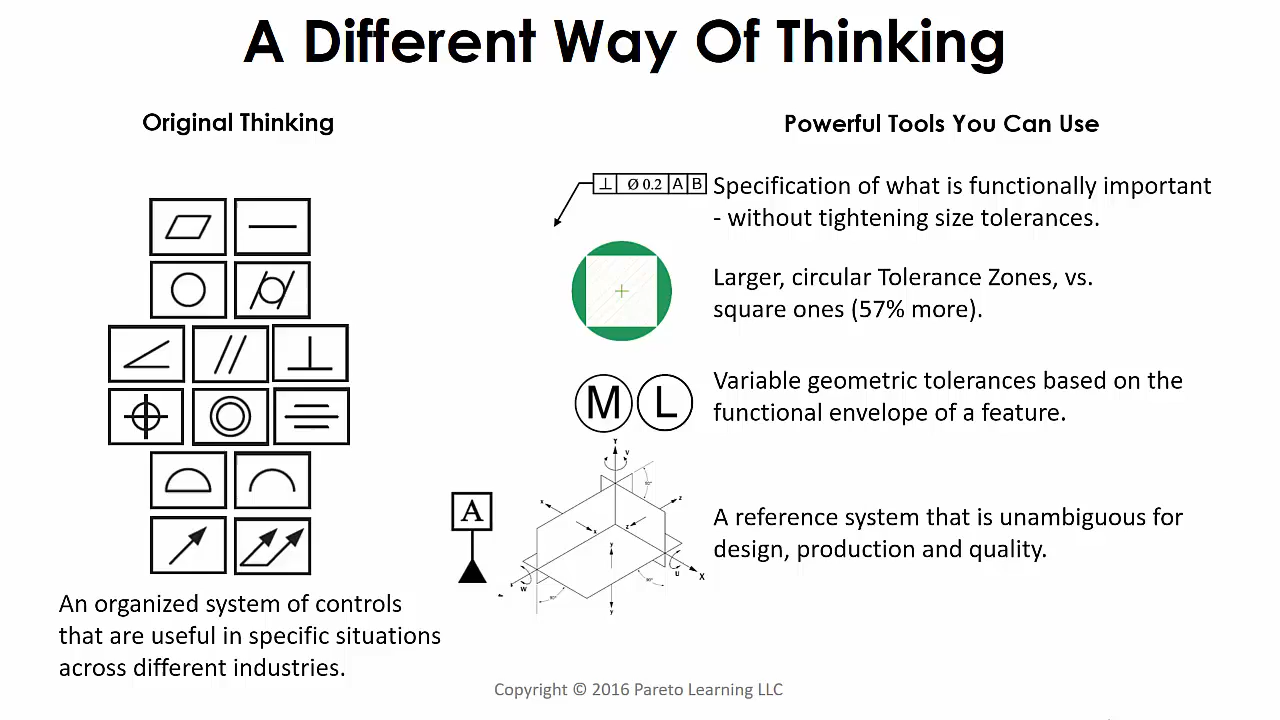 A Different Way Of Thinking
Original Thinking
Powerful Tools You Can Use
⊥ Ø 0.2 A B
Specification of what is functionally important
- without tightening size tolerances.
Larger, circular Tolerance Zones, vs.
square ones (57% more).
M L
Variable geometric tolerances based on the
functional envelope of a feature.
A
Y
V
90°
X
Z
X
Z
Y
90°
U
X
W
90°
Y
A reference system that is unambiguous for
design, production and quality.
An organized system of controls
that are useful in specific situations
across different industries.
Copyright © 2016 Pareto Learning LLC